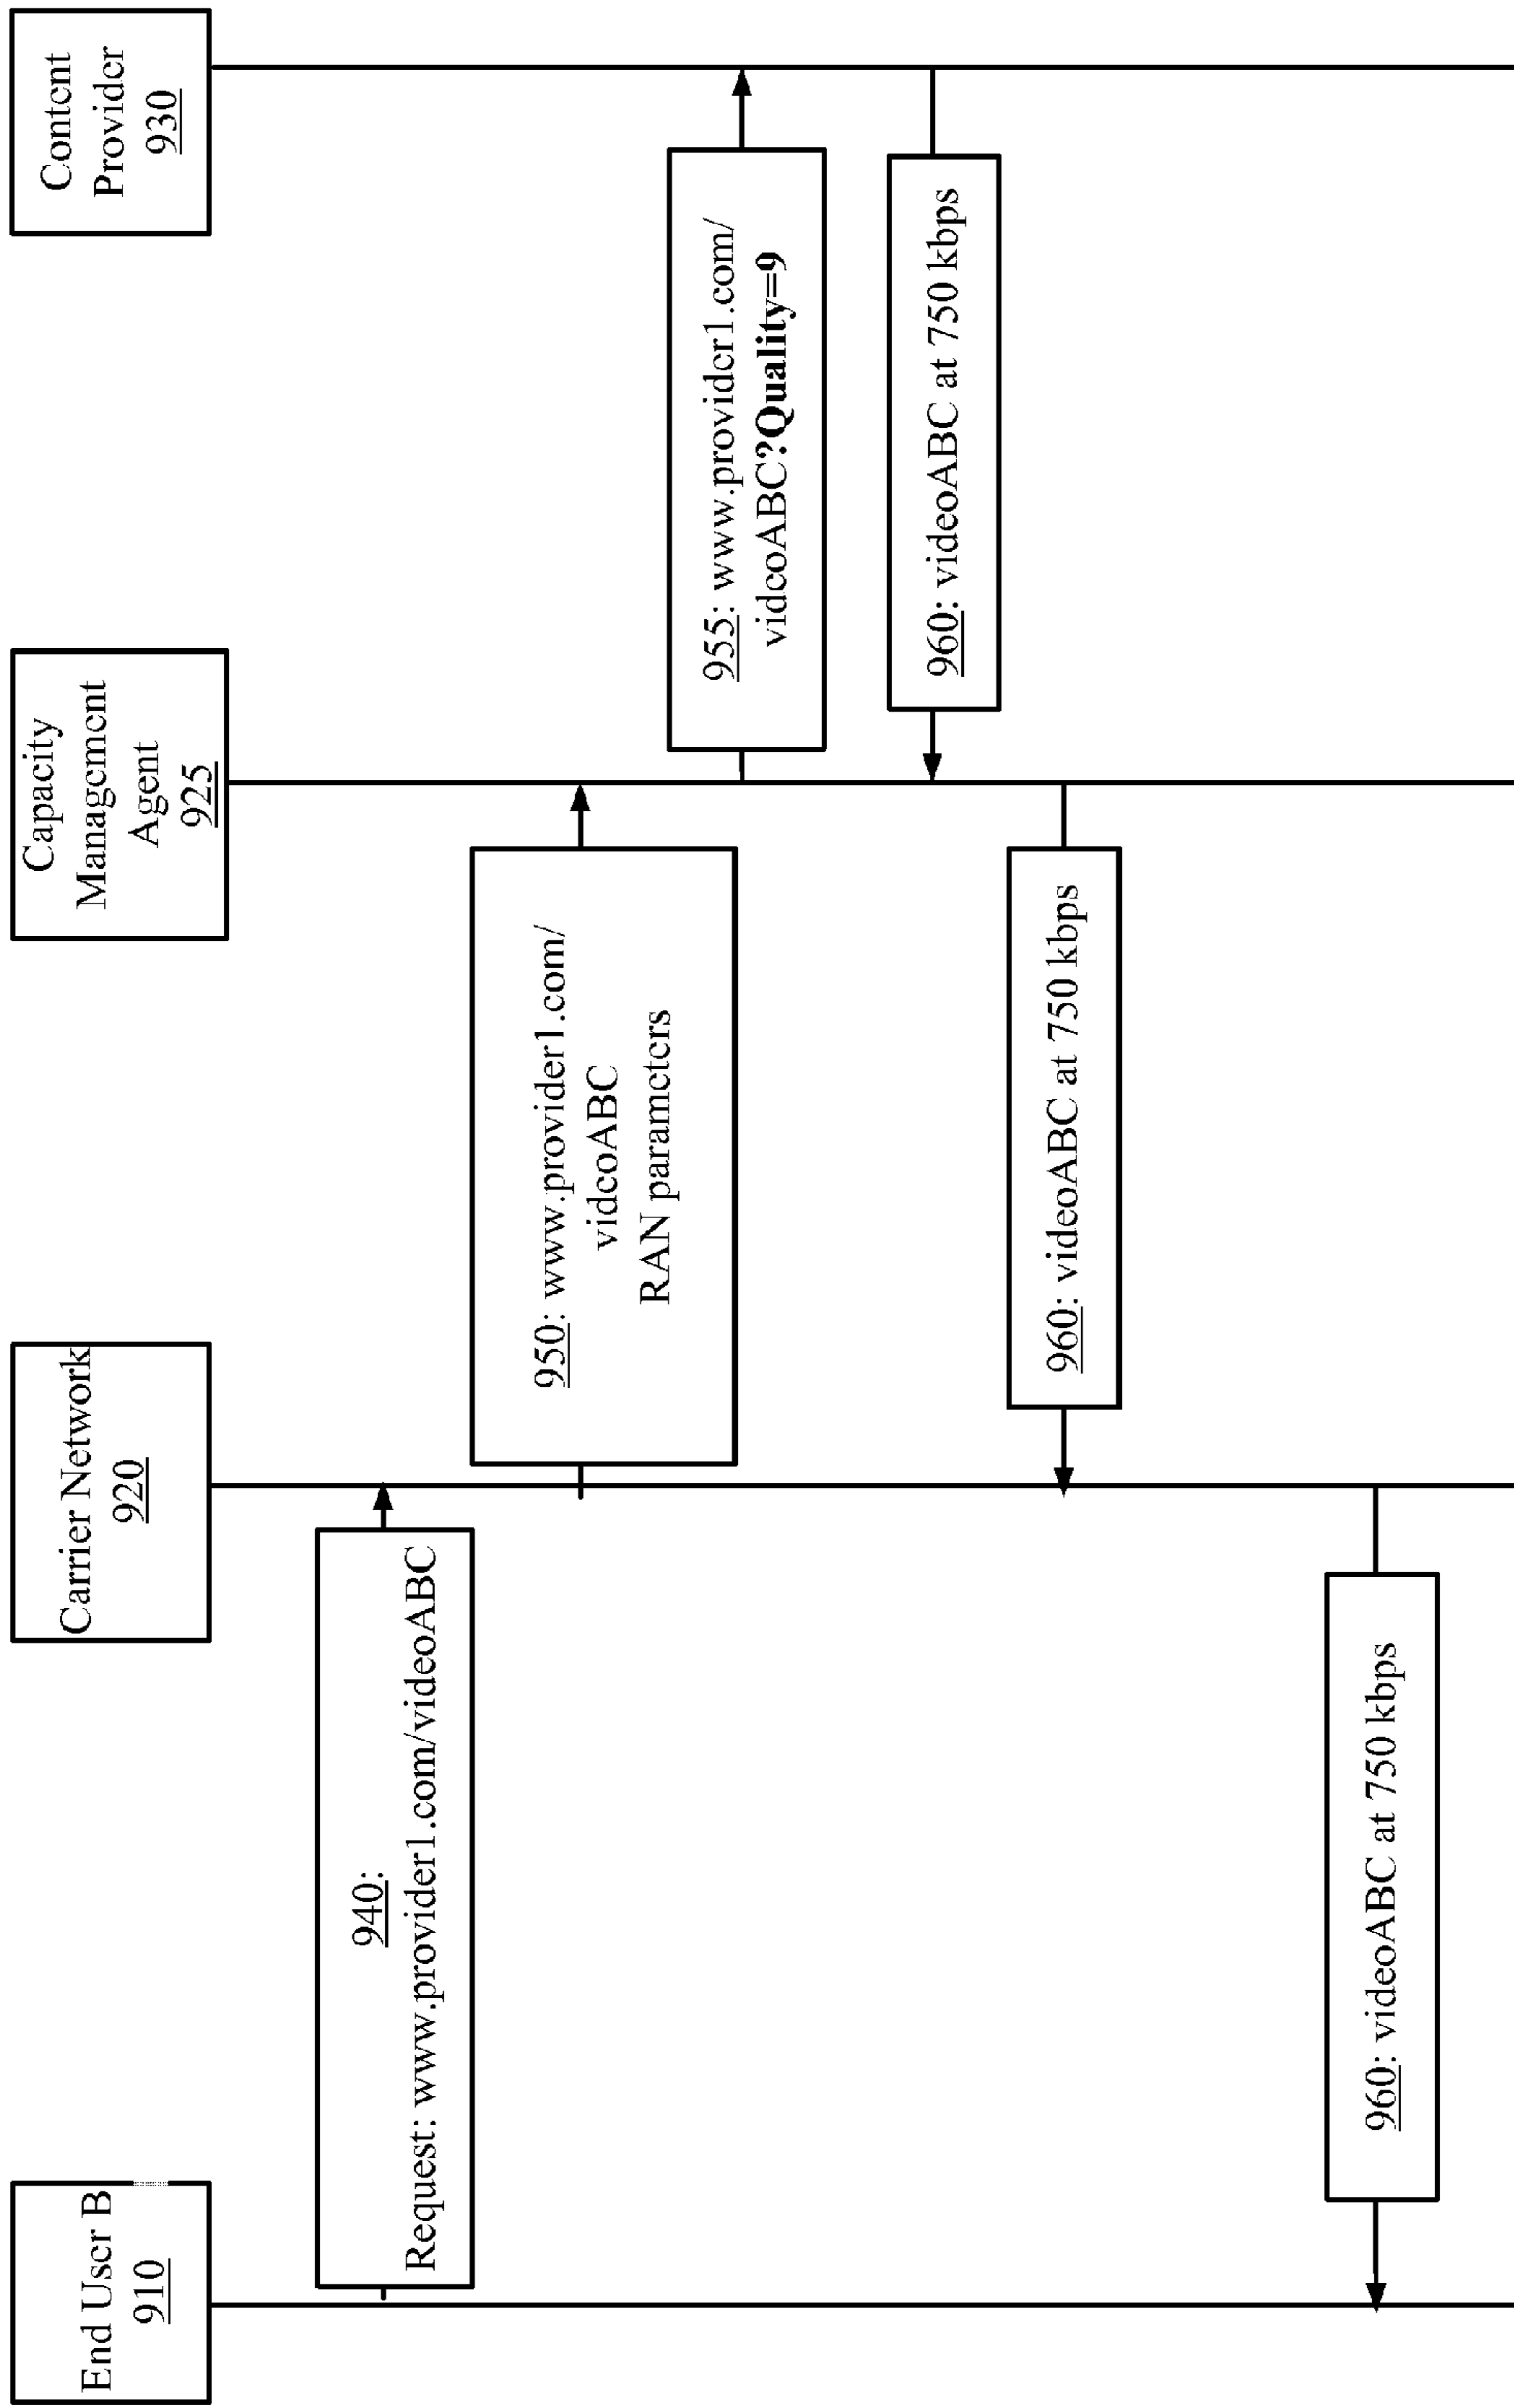 End User B
910
Carrier Network
920
Capacity
Management
Agent
925
Content
Provider
930
940:
Request: www.provider1.com/videoABC
950: www.provider1.com/
videoABC
RAN parameters
955: www.provider1.com/
videoABC?Quality=9
960: videoABC at 750 kbps
960: videoABC at 750 kbps
960: videoABC at 750 kbps